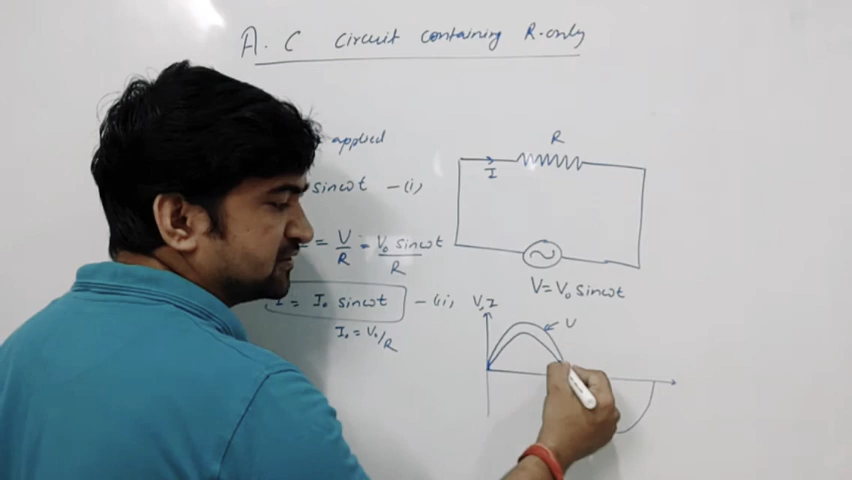 A.C Circuit containing R-only
applied
sinωt —(i)
= V/R = V₀ sinωt/R
I = I₀ sinωt —(ii)
I₀ = V₀/R
R
I
V=V₀ sinωt
V,I
V